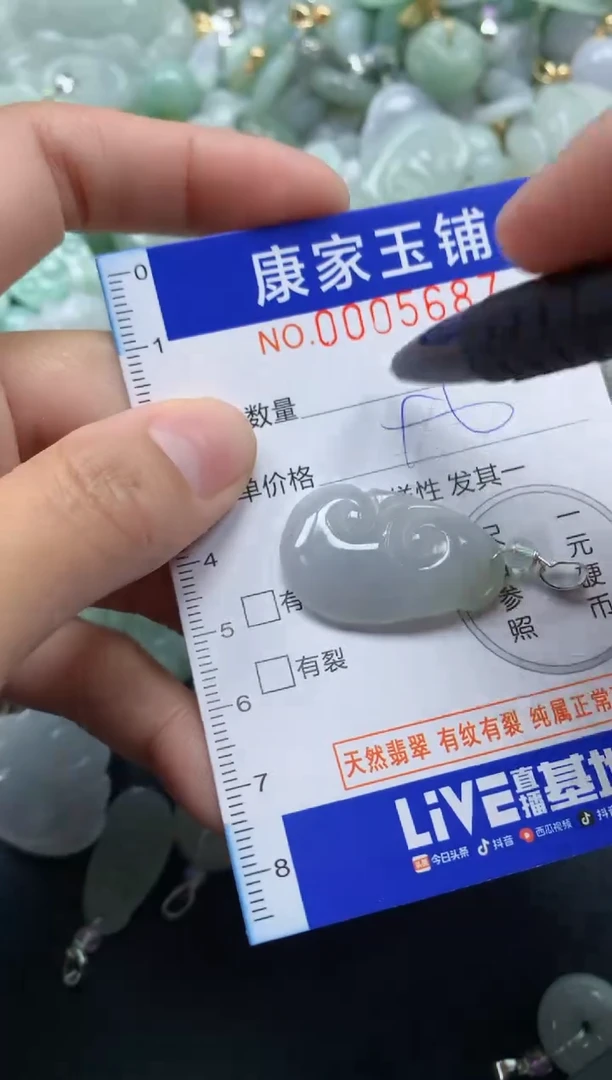 康家玉铺
0
NO.0005687
1
数量
单价格
样性 发其一
4
一元硬币
参照
5
有
有裂
6
天然翡翠 有纹有裂 纯属正常
7
LiVE直播基地
8
今日头条 抖音 西瓜视频 抖音